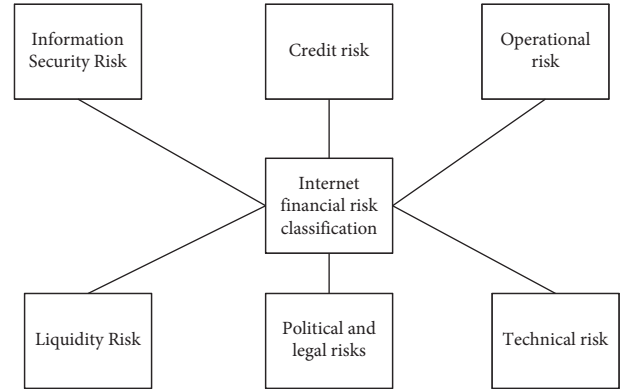 Information
Security Risk
Credit risk
Operational
risk
Internet
financial risk
classification
Liquidity Risk
Political and
legal risks
Technical risk